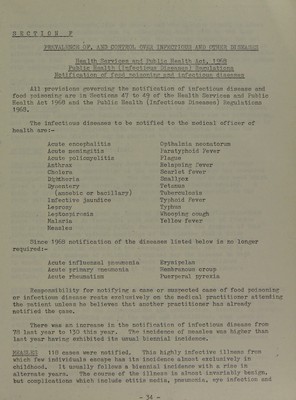 SECTION F
PREVALENCE OF, AND CONTROL OVER INFECTIOUS AND OTHER DISEASES
Health Services and Public Health Act, 1968
Public Health (Infectious Diseases) Regulations
Notification of food poisoning and infectious diseases
All provisions governing the notification of infectious disease and
food poisoning are in Sections 47 to 49 of the Health Services and Public
Health Act 1968 and the Public Health (Infectious Diseases) Regulations
1968.
The infectious diseases to be notified to the medical officer of
health are:-
Acute encephalitis
Acute meningitis
Acute poliomyelitis
Anthrax
Cholera
Diphtheria
Dysentery
(amoebic or bacillary)
Infective jaundice
Leprosy
Leptospirosis
Malaria
Measles
Opthalmia neonatorum
Paratyphoid Fever
Plague
Relapsing Fever
Scarlet fever
Smallpox
Tetanus
Tuberculosis
Typhoid Fever
Typhus
Whooping cough
Yellow fever
Since 1968 notification of the diseases listed below is no longer
required:-
Acute influenzal pneumonia
Acute primary pneumonia
Acute rheumatism
Erysipelas
Membranous croup
Puerperal pyrexia
Responsibility for notifying a case or suspected case of food poisoning
or infectious disease rests exclusively on the medical practitioner attending
the patient unless he believes that another practitioner has already
notified the case.
There was an increase in the notification of infectious disease from
78 last year to 130 this year. The incidence of measles was higher than
last year having exhibited its usual biennial incidence.
MEASLES 110 cases were notified. This highly infective illness from
which few individuals escape has its incidence almost exclusively in
childhood. It usually follows a biennial incidence with a rise in
alternate years. The course of the illness is almost invariably benign,
but complications which include otitis media, pneumonia, eye infection and
- 34 -